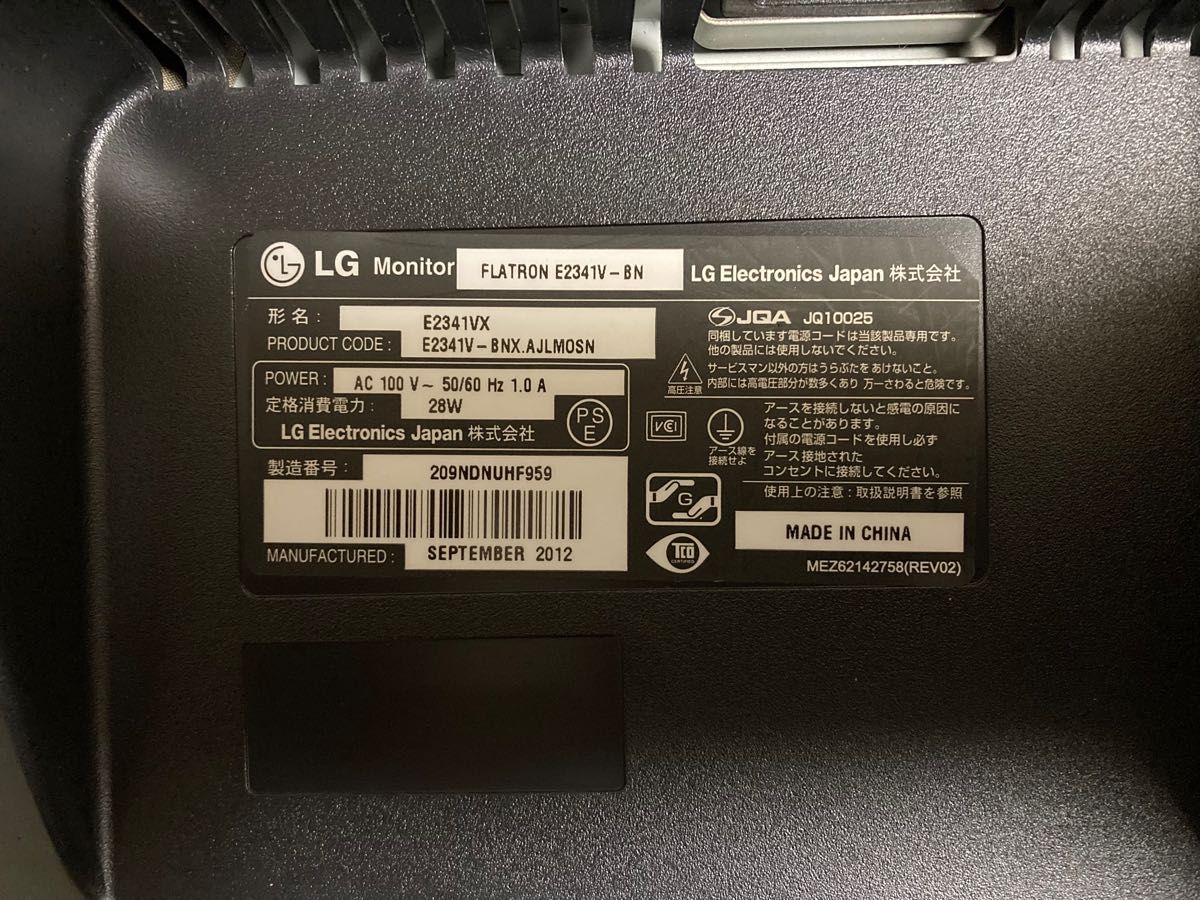 LG Monitor FLATRON E2341V-BN LG Electronics Japan 株式会社
形名: E2341VX
PRODUCT CODE: E2341V-BNX.AJLMOSN
POWER: AC 100 V~ 50/60 Hz 1.0 A
定格消費電力: 28W
LG Electronics Japan 株式会社
PS
E
製造番号: 209NDNUHF959
MANUFACTURED: SEPTEMBER 2012
JQA JQ10025
同梱しています電源コードは当該製品専用です。
他の製品には使用しないでください。
高圧注意
サービスマン以外の方はうらぶたをあけないこと。
内部には高電圧部分が数多くあり 万一さわると危険です。
VCI
アース線を
接続せよ
アースを接続しないと感電の原因に
なることがあります。
付属の電源コードを使用し必ず
アース接地された
コンセントに接続してください。
使用上の注意:取扱説明書を参照
G
TCO
CERTIFIED
MADE IN CHINA
MEZ62142758(REV02)